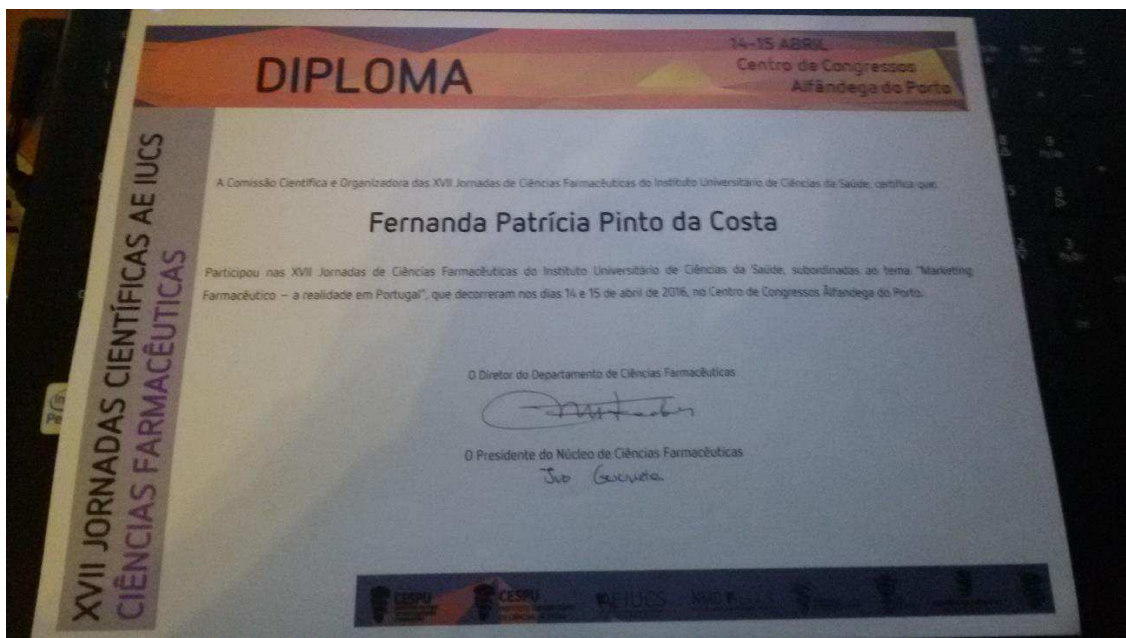 DIPLOMA
14-15 ABRIL
Centro de Congressos
Alfândega do Porto
XVII JORNADAS CIENTÍFICAS AE IUCS
CIÊNCIAS FARMACÊUTICAS
A Comissão Científica e Organizadora das XVII Jornadas de Ciências Farmacêuticas do Instituto Universitário de Ciências da Saúde, certifica que:
Fernanda Patrícia Pinto da Costa
Participou nas XVII Jornadas de Ciências Farmacêuticas do Instituto Universitário de Ciências da Saúde, subordinadas ao tema "Marketing
Farmacêutico – a realidade em Portugal", que decorreram nos dias 14 e 15 de abril de 2016, no Centro de Congressos Alfandega do Porto.
O Diretor do Departamento de Ciências Farmacêuticas
O Presidente do Núcleo de Ciências Farmacêuticas
CESPU
CESPU